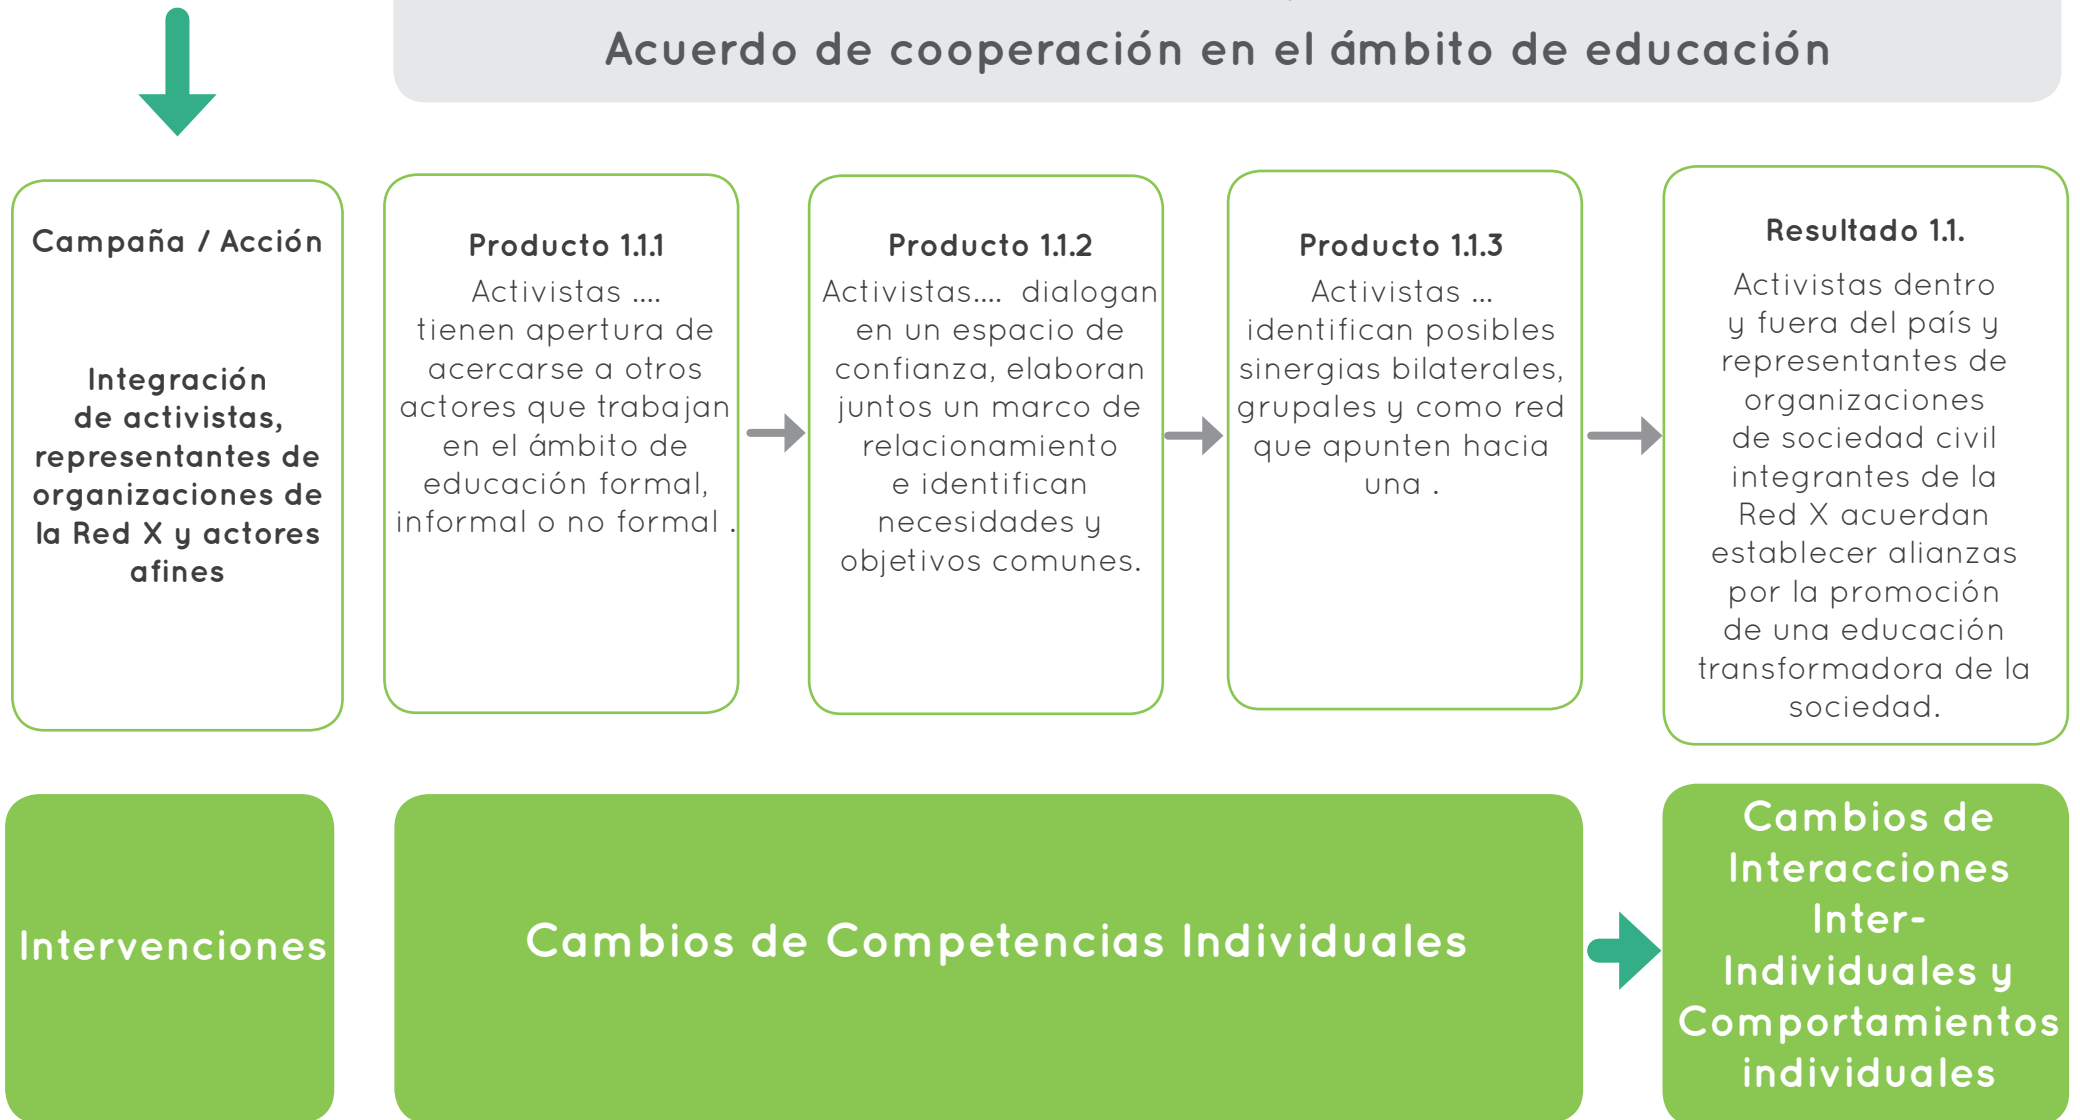 Acuerdo de cooperación en el ámbito de educación
Campaña / Acción
Integración
de activistas,
representantes de
organizaciones de
la Red X y actores
afines
Producto 1.1.1
Activistas ....
tienen apertura de
acercarse a otros
actores que trabajan
en el ámbito de
educación formal,
informal o no formal .
Producto 1.1.2
Activistas.... dialogan
en un espacio de
confianza, elaboran
juntos un marco de
relacionamiento
e identifican
necesidades y
objetivos comunes.
Producto 1.1.3
Activistas ...
identifican posibles
sinergias bilaterales,
grupales y como red
que apunten hacia
una .
Resultado 1.1.
Activistas dentro
y fuera del país y
representantes de
organizaciones
de sociedad civil
integrantes de la
Red X acuerdan
establecer alianzas
por la promoción
de una educación
transformadora de la
sociedad.
Intervenciones
Cambios de Competencias Individuales
Cambios de
Interacciones
Inter-
Individuales y
Comportamientos
individuales